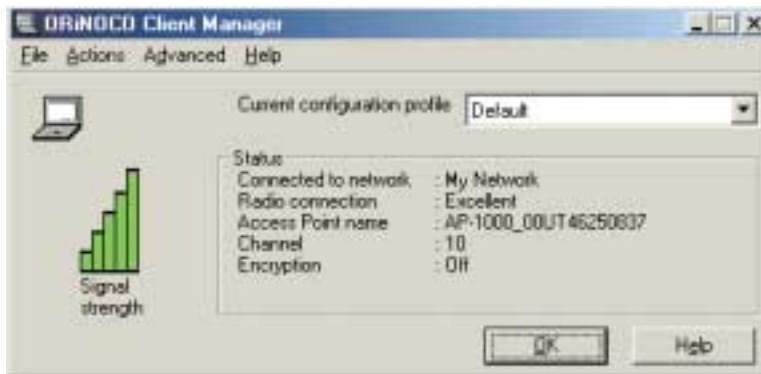 ORiNOCO Client Manager
File Actions Advanced Help
Current configuration profile Default
Status
Connected to network : My Network
Radio connection : Excellent
Access Point name : AP-1000_00UT46250837
Channel : 10
Encryption : Off
Signal
strength
OK Help